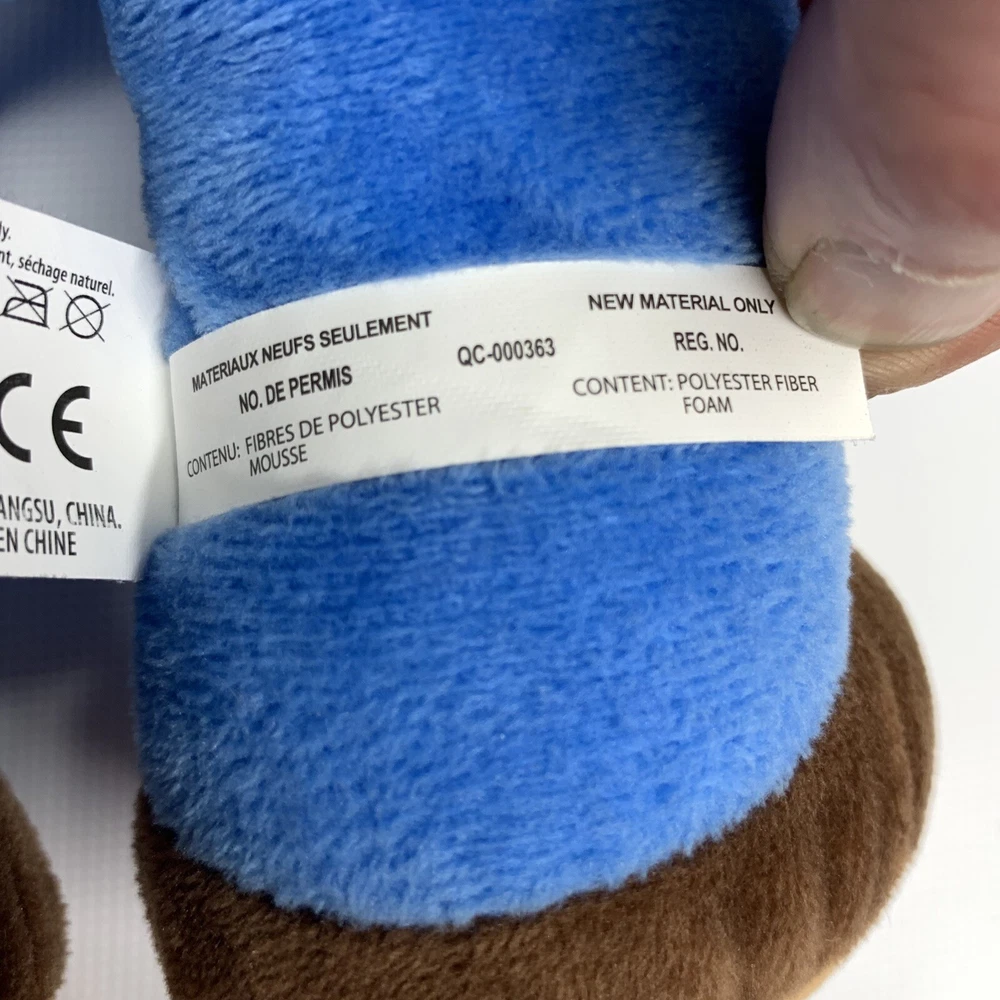 nt, séchage naturel.
CE
MATERIAUX NEUFS SEULEMENT
NO. DE PERMIS
CONTENU: FIBRES DE POLYESTER
MOUSSE
QC-000363
NEW MATERIAL ONLY
REG. NO.
CONTENT: POLYESTER FIBER
FOAM
ANGSU, CHINA.
EN CHINE